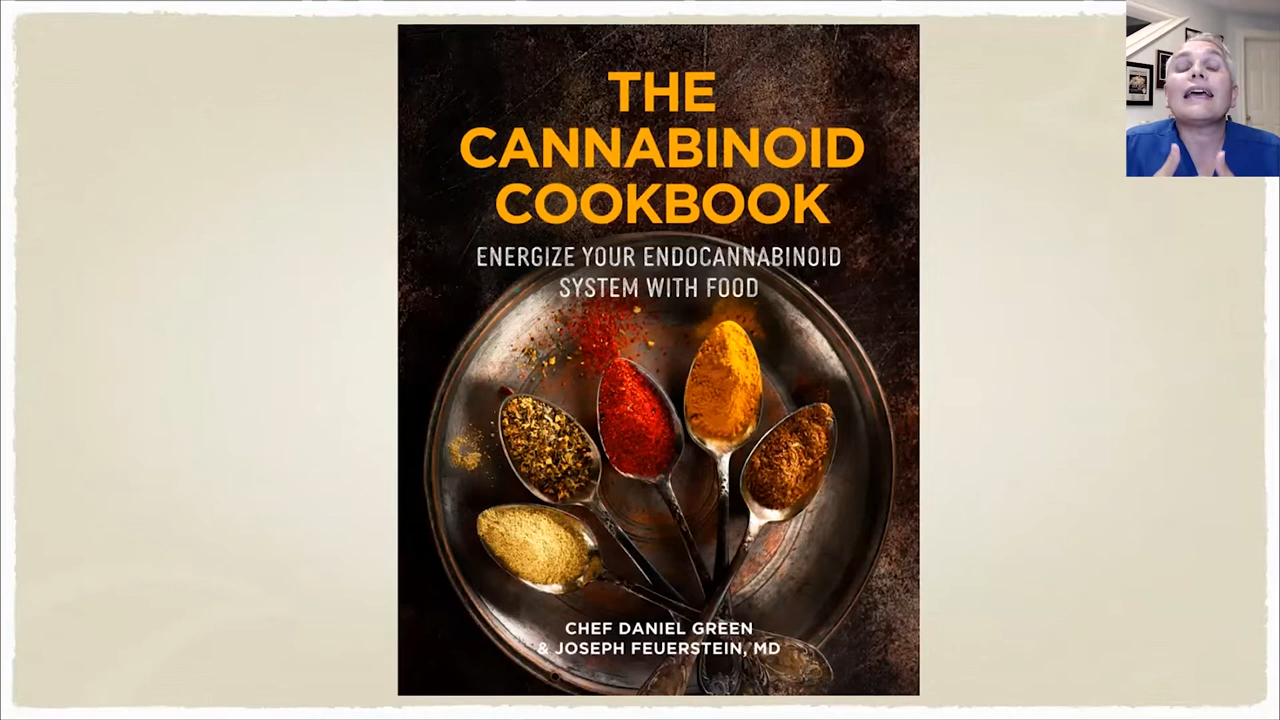 THE
CANNABINOID
COOKBOOK
ENERGIZE YOUR ENDOCANNABINOID
SYSTEM WITH FOOD
CHEF DANIEL GREEN
& JOSEPH FEUERSTEIN, MD